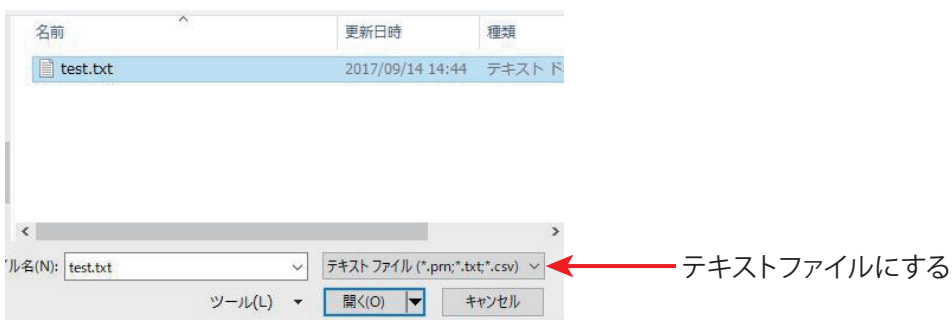 名前 更新日時 種類
test.txt 2017/09/14 14:44 テキスト ド
イル名(N): test.txt テキスト ファイル (*.prn;*.txt;*.csv)
テキストファイルにする
ツール(L) 開く(O) キャンセル